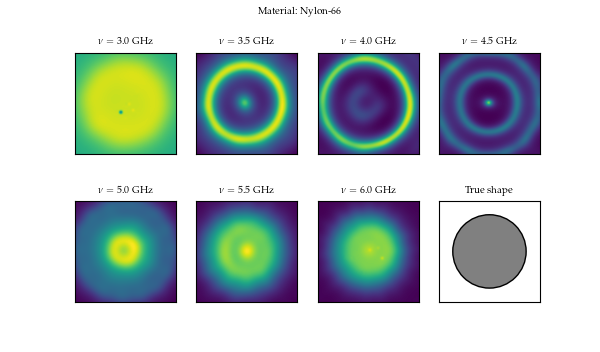 Material: Nylon-66
ν = 3.0 GHz
ν = 3.5 GHz
ν = 4.0 GHz
ν = 4.5 GHz
ν = 5.0 GHz
ν = 5.5 GHz
ν = 6.0 GHz
True shape